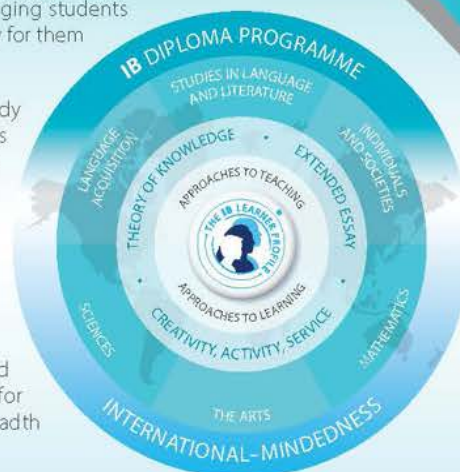 ging students
for them
dy
s
d
for
adth
IB DIPLOMA PROGRAMME
STUDIES IN LANGUAGE
AND LITERATURE
LANGUAGE
ACQUISITION
INDIVIDUALS
AND SOCIETIES
THEORY OF KNOWLEDGE
•
EXTENDED ESSAY
•
APPROACHES TO TEACHING
THE IB LEARNER PROFILE
APPROACHES TO LEARNING
•
CREATIVITY, ACTIVITY, SERVICE
SCIENCES
MATHEMATICS
THE ARTS
INTERNATIONAL-MINDEDNESS